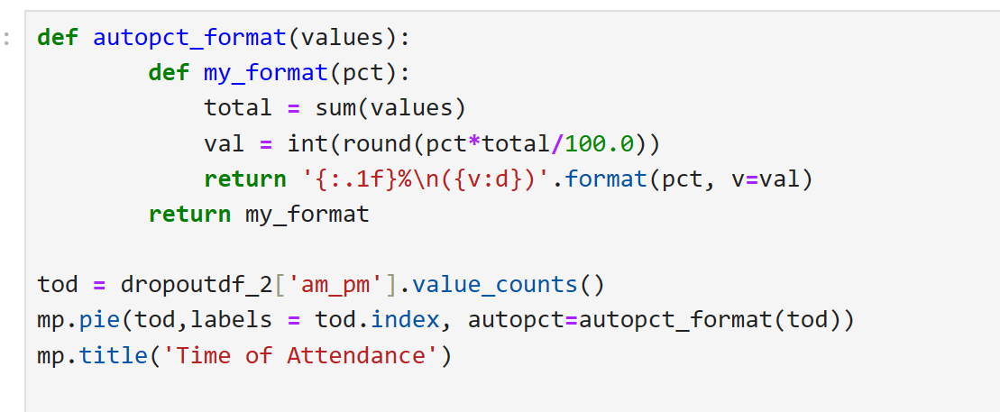 :
def autopct_format(values):
        def my_format(pct):
            total = sum(values)
            val = int(round(pct*total/100.0))
            return '{:.1f}%\n({v:d})'.format(pct, v=val)
        return my_format

tod = dropoutdf_2['am_pm'].value_counts()
mp.pie(tod,labels = tod.index, autopct=autopct_format(tod))
mp.title('Time of Attendance')